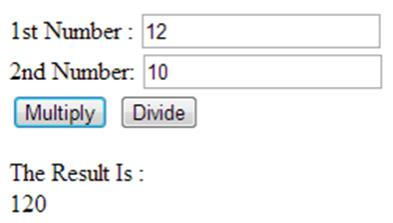 1st Number : 12
2nd Number: 10
Multiply Divide
The Result Is :
120